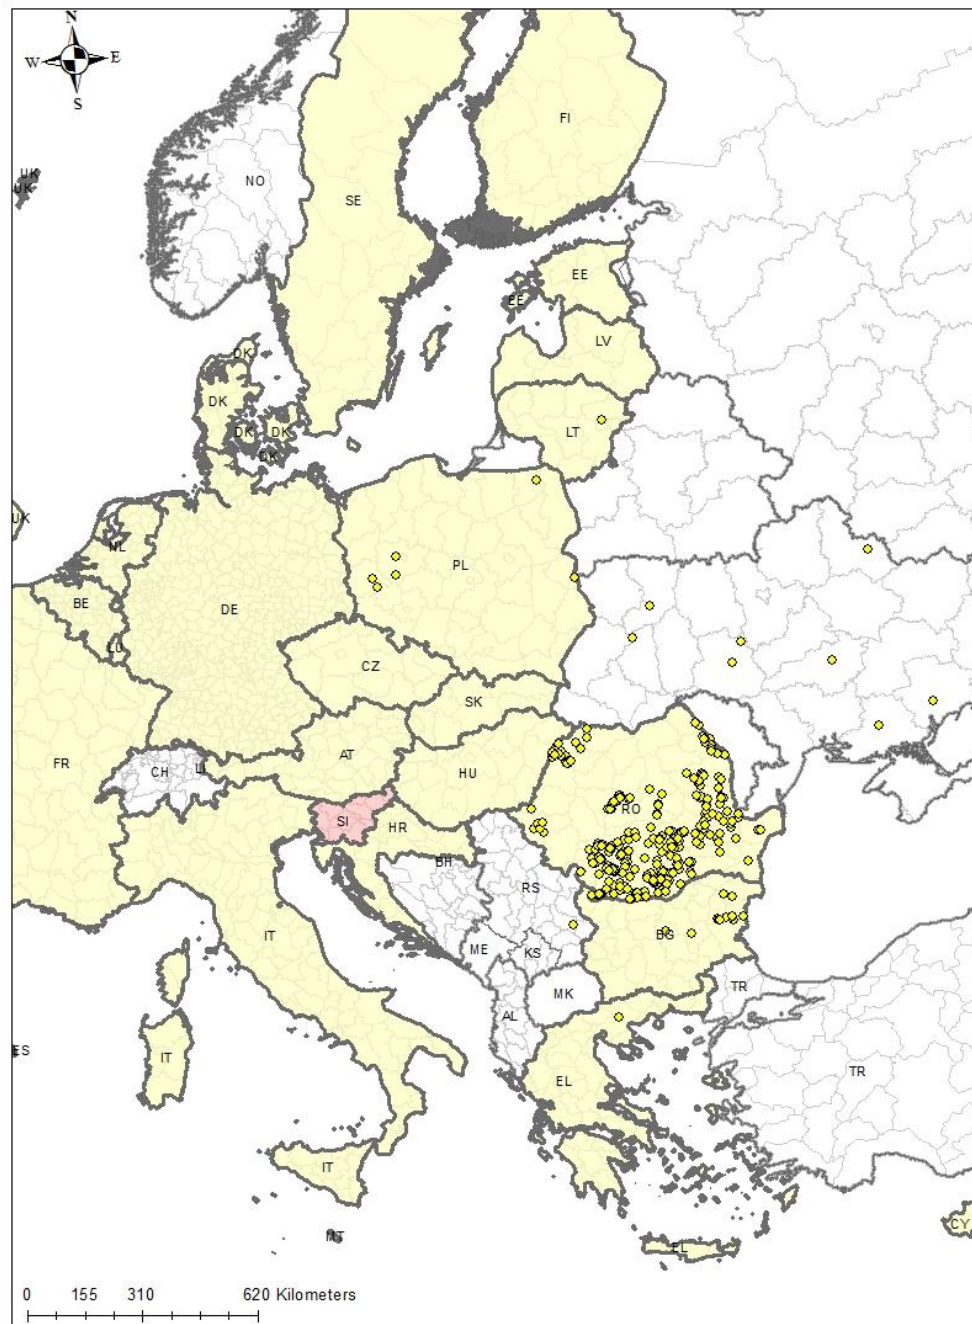 N
W E
S
FI
UK
UK
NO
SE
EE
EE
LV
DK
DK
DK
DK
DK
LT
UK
NL
PL
BE
DE
LU
CZ
SK
FR
AT
CH
LI
HU
RO
SI
HR
BH
RS
IT
BG
ME
KS
MK
TR
AL
ES
IT
EL
TR
IT
CY
MT
EL
0 155 310 620 Kilometers